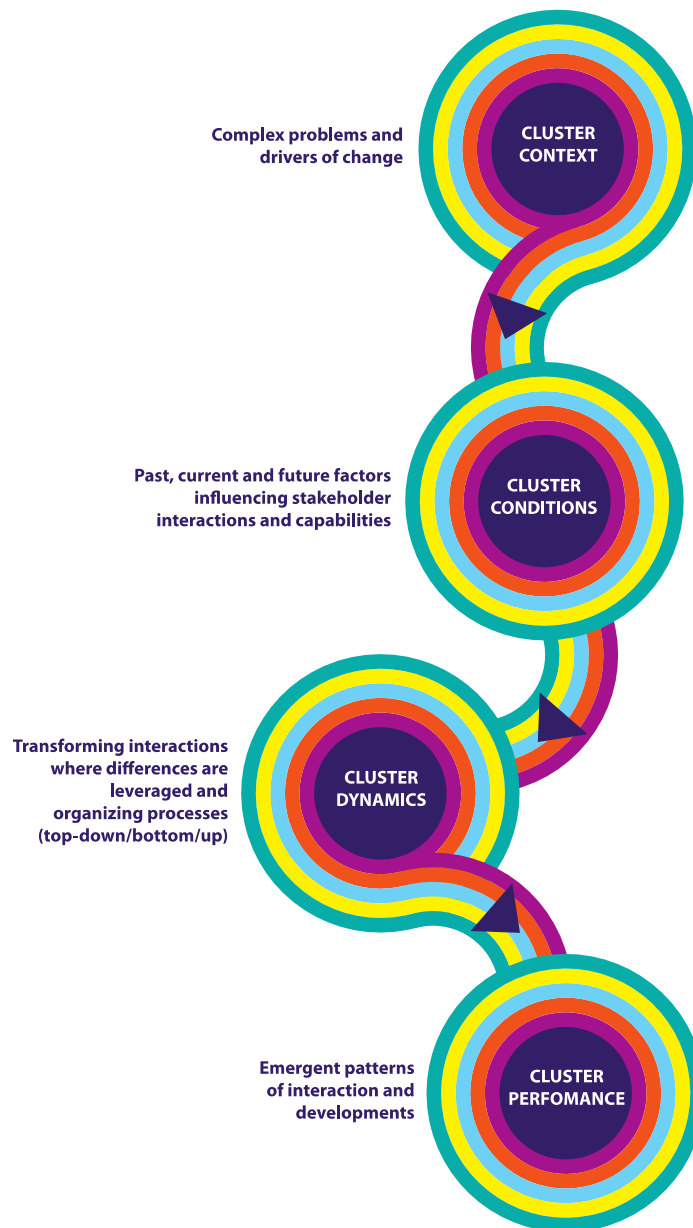 Complex problems and
drivers of change
CLUSTER
CONTEXT
Past, current and future factors
influencing stakeholder
interactions and capabilities
CLUSTER
CONDITIONS
Transforming interactions
where differences are
leveraged and
organizing processes
(top-down/bottom/up)
CLUSTER
DYNAMICS
Emergent patterns
of interaction and
developments
CLUSTER
PERFOMANCE